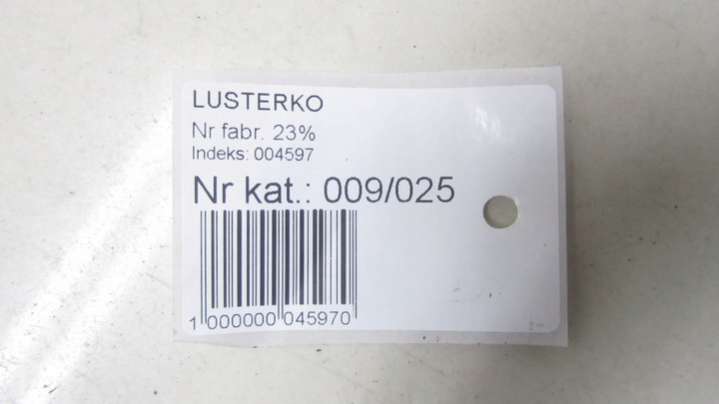 LUSTERKO
Nr fabr. 23%
Indeks: 004597
Nr kat.: 009/025
1 000000 045970